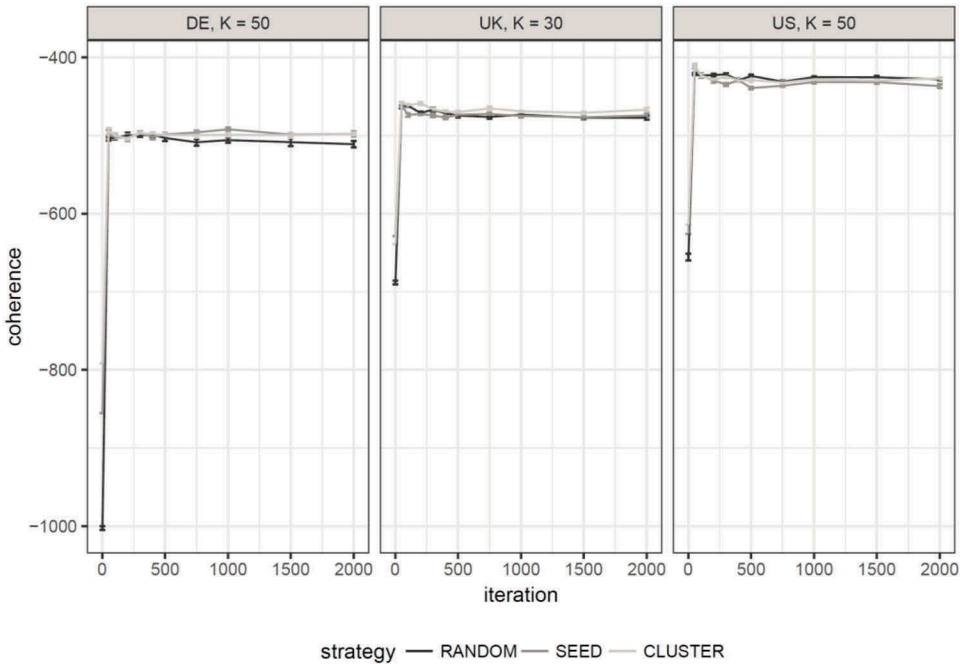 DE, K = 50
UK, K = 30
US, K = 50
−400
−600
−800
−1000
coherence
0 500 1000 1500 2000
0 500 1000 1500 2000
0 500 1000 1500 2000
iteration
strategy RANDOM SEED CLUSTER